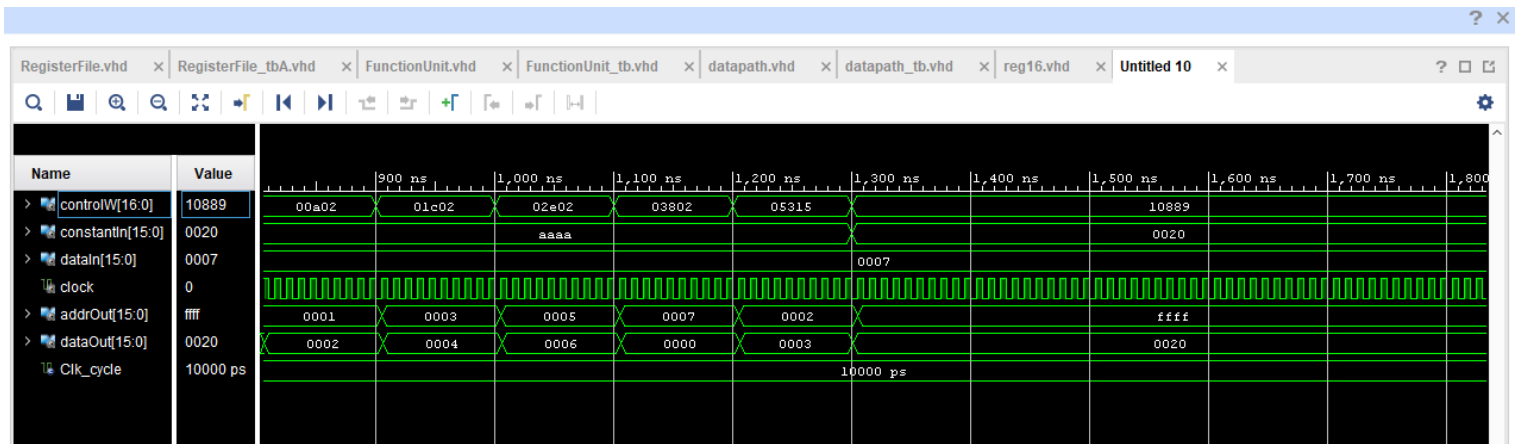 ? ×
RegisterFile.vhd × RegisterFile_tbA.vhd × FunctionUnit.vhd × FunctionUnit_tb.vhd × datapath.vhd × datapath_tb.vhd × reg16.vhd × Untitled 10 × ?
Name Value 900 ns 1,000 ns 1,100 ns 1,200 ns 1,300 ns 1,400 ns 1,500 ns 1,600 ns 1,700 ns 1,800
controlW[16:0] 10889 00a02 01c02 02e02 03802 05315 10889
constantIn[15:0] 0020 aaaa 0020
dataIn[15:0] 0007 0007
clock 0
addrOut[15:0] ffff 0001 0003 0005 0007 0002 ffff
dataOut[15:0] 0020 0002 0004 0006 0000 0003 0020
Clk_cycle 10000 ps 10000 ps